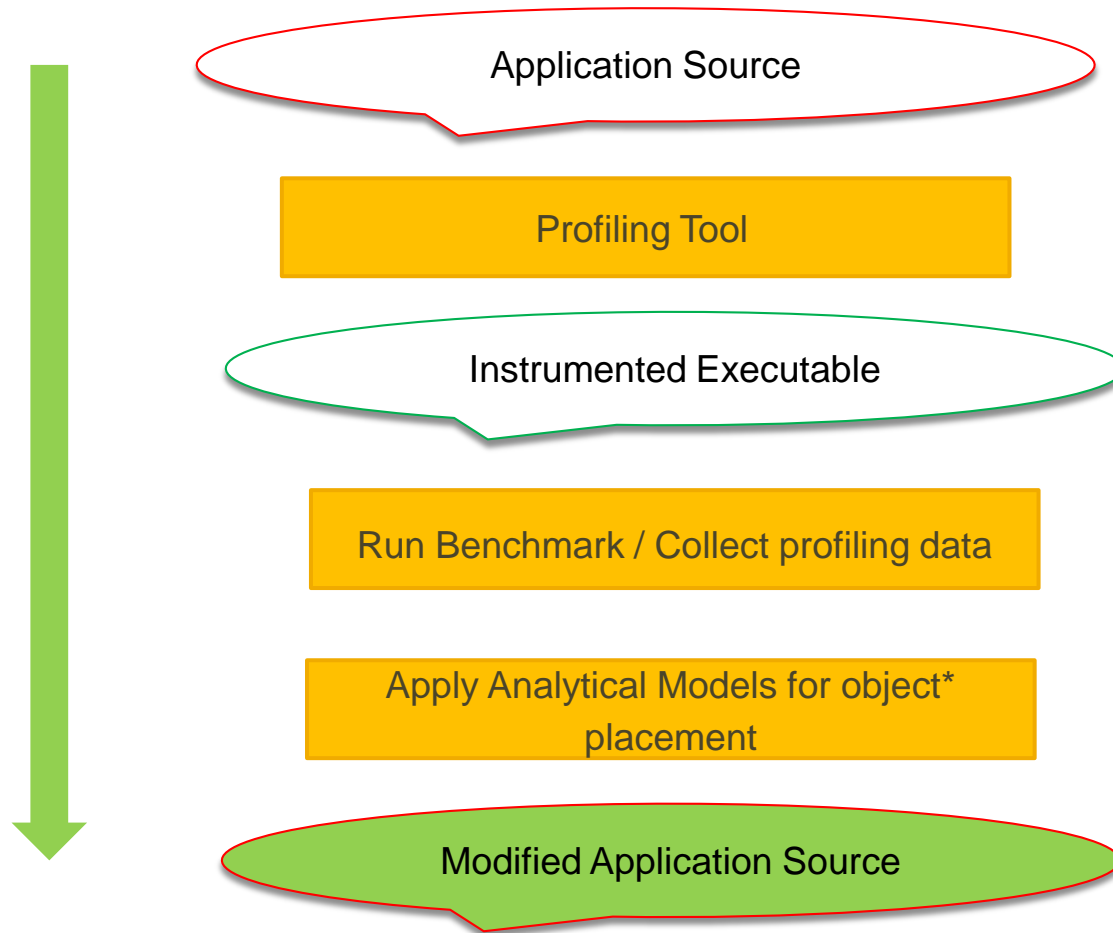 Application Source
Profiling Tool
Instrumented Executable
Run Benchmark / Collect profiling data
Apply Analytical Models for object*
placement
Modified Application Source